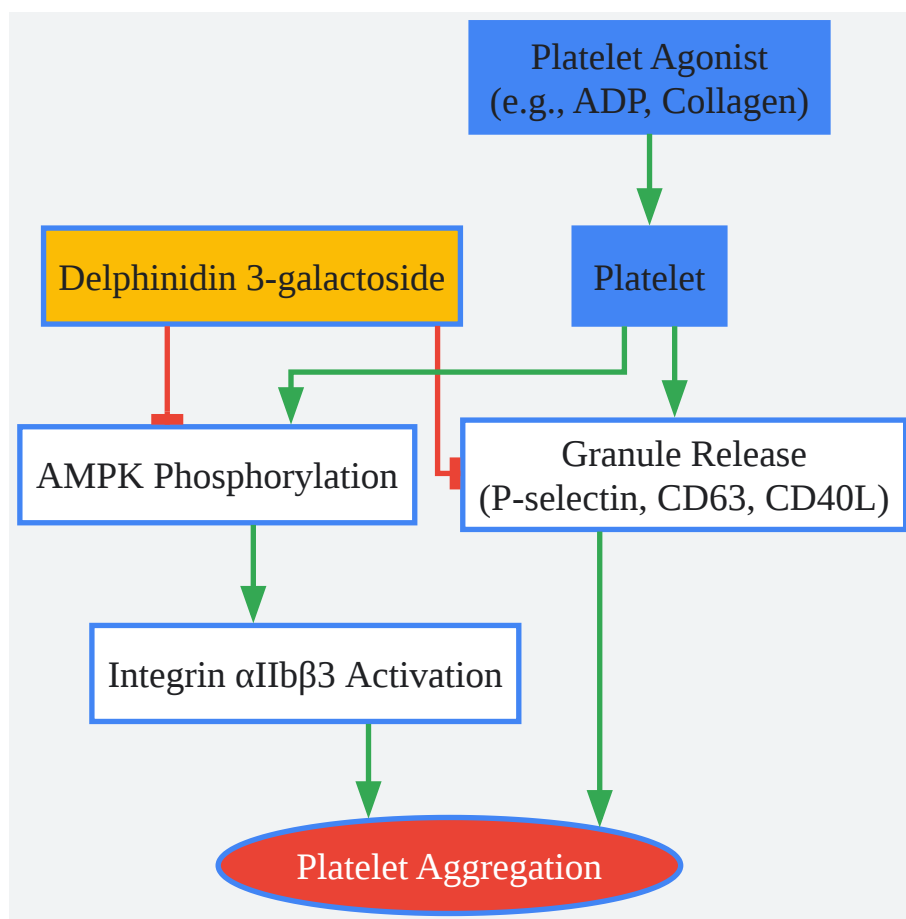 Platelet Agonist
(e.g., ADP, Collagen)
Delphinidin 3-galactoside
Platelet
AMPK Phosphorylation
Granule Release
(P-selectin, CD63, CD40L)
Integrin αIIbβ3 Activation
Platelet Aggregation